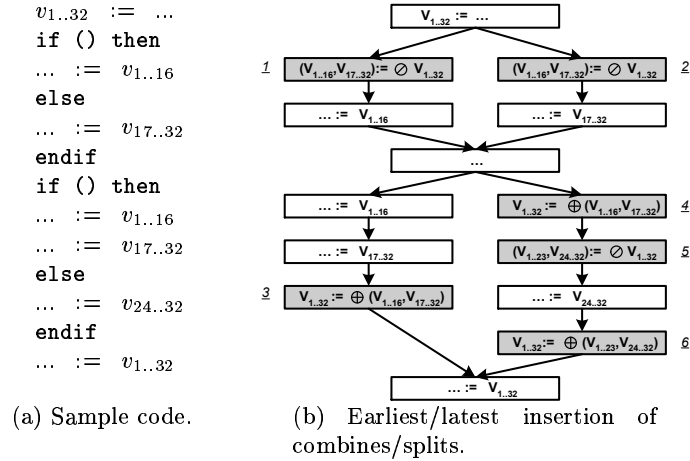 v1..32 := ...
if () then
... := v1..16
else
... := v17..32
endif
if () then
... := v1..16
... := v17..32
else
... := v24..32
endif
... := v1..32
(a) Sample code.
V1..32 := ...
1
(V1..16,V17..32):= ⊘ V1..32
(V1..16,V17..32):= ⊘ V1..32
2
... := V1..16
... := V17..32
...
... := V1..16
V1..32 := ⊕ (V1..16,V17..32)
4
... := V17..32
(V1..23,V24..32):= ⊘ V1..32
5
3
V1..32 := ⊕ (V1..16,V17..32)
... := V24..32
V1..32:= ⊕ (V1..23,V24..32)
6
... := V1..32
(b) Earliest/latest insertion of
combines/splits.